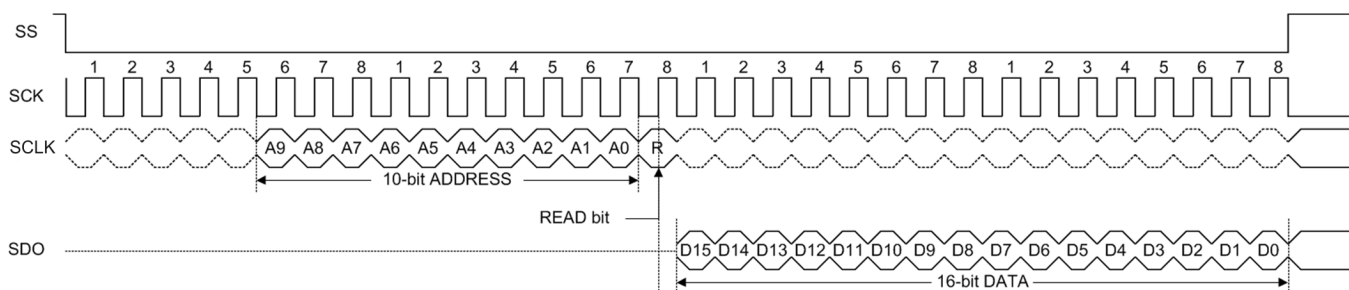 SS
1 2 3 4 5 6 7 8 1 2 3 4 5 6 7 8 1 2 3 4 5 6 7 8 1 2 3 4 5 6 7 8
SCK
SCLK A9 A8 A7 A6 A5 A4 A3 A2 A1 A0 R
10-bit ADDRESS
READ bit
SDO D15 D14 D13 D12 D11 D10 D9 D8 D7 D6 D5 D4 D3 D2 D1 D0
16-bit DATA